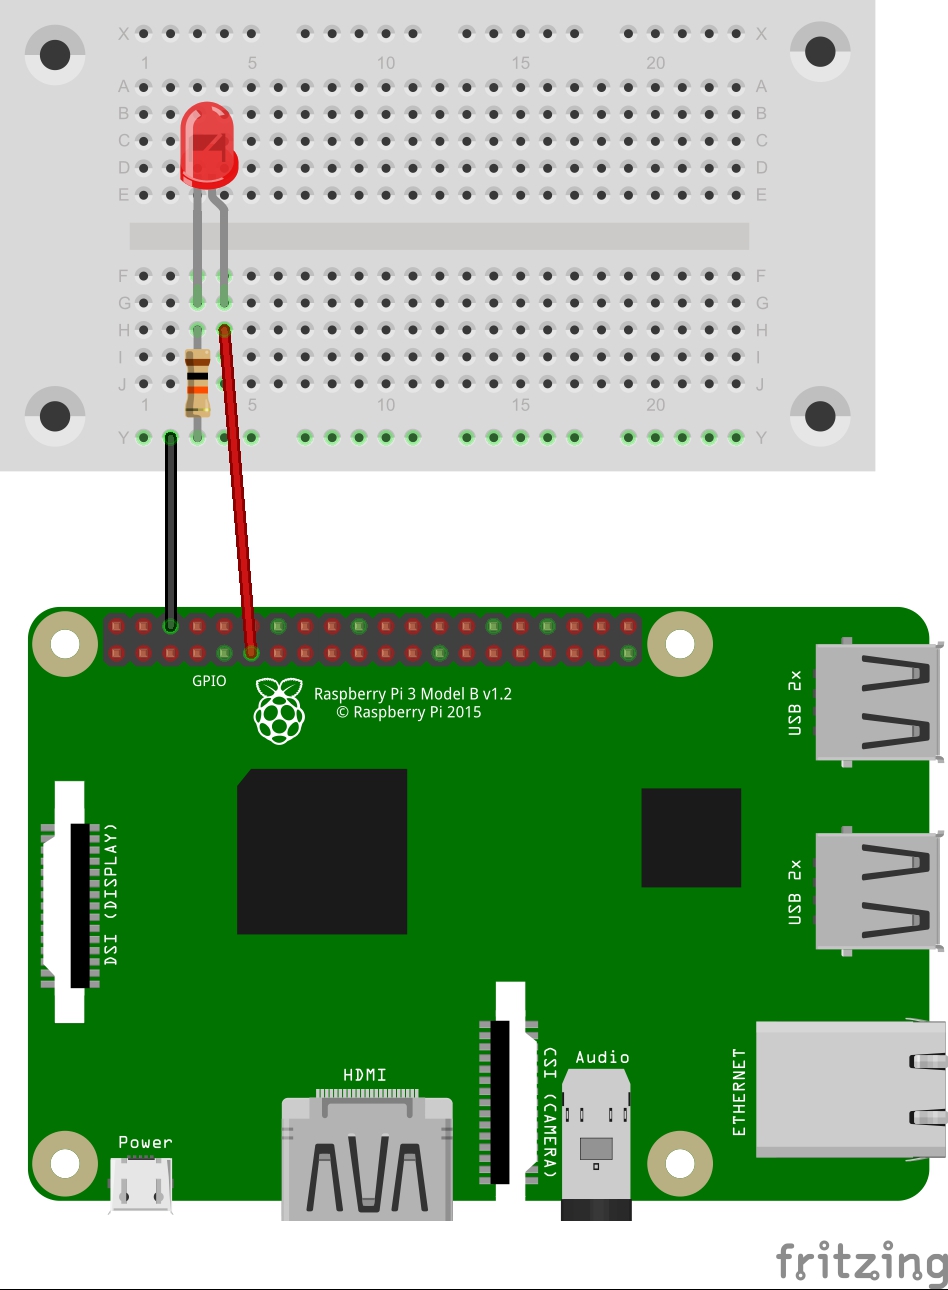 X X
1 5 10 15 20
A A
B B
C C
D D
E E
F F
G G
H H
I I
J J
1 5 10 15 20
Y Y
GPIO
Raspberry Pi 3 Model B v1.2
© Raspberry Pi 2015
USB 2x
DSI (DISPLAY)
USB 2x
HDMI
CSI (CAMERA)
Audio
ETHERNET
Power
fritzing